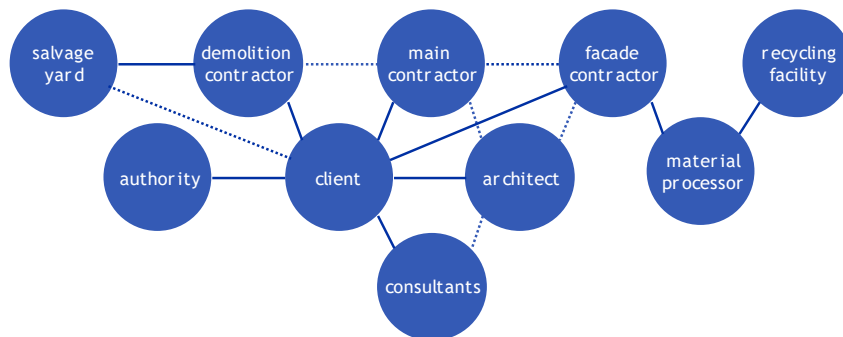 salvage
yard
demolition
contractor
main
contractor
facade
contractor
recycling
facility
authority
client
architect
material
processor
consultants